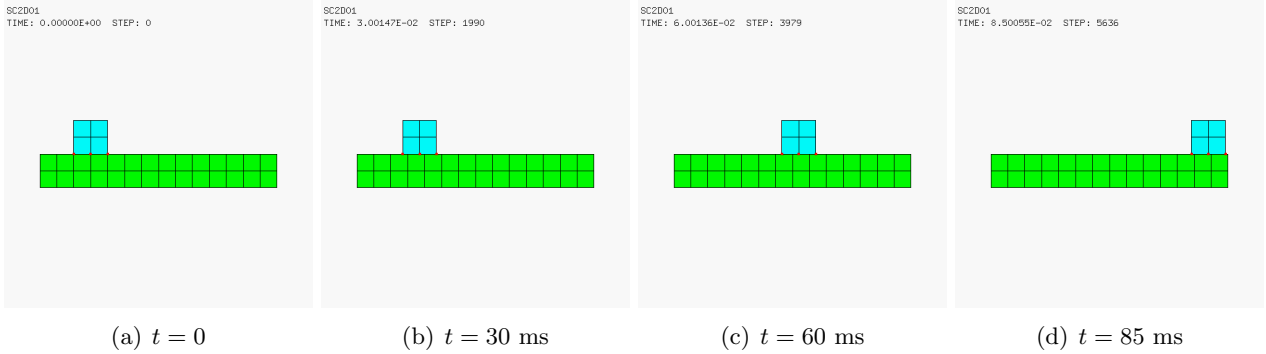 SC2D01
TIME: 0.00000E+00 STEP: 0
SC2D01
TIME: 3.00147E-02 STEP: 1990
SC2D01
TIME: 6.00136E-02 STEP: 3979
SC2D01
TIME: 8.50055E-02 STEP: 5636
(a) t = 0
(b) t = 30 ms
(c) t = 60 ms
(d) t = 85 ms